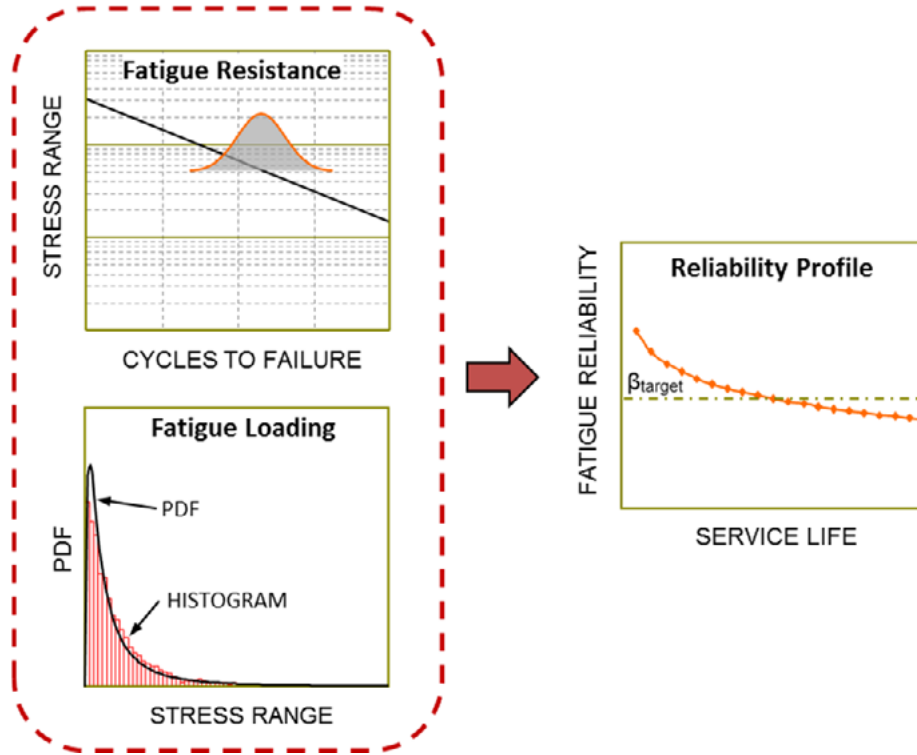 Fatigue Resistance
STRESS RANGE
CYCLES TO FAILURE
Fatigue Loading
PDF
PDF
HISTOGRAM
STRESS RANGE
Reliability Profile
FATIGUE RELIABILITY
βtarget
SERVICE LIFE